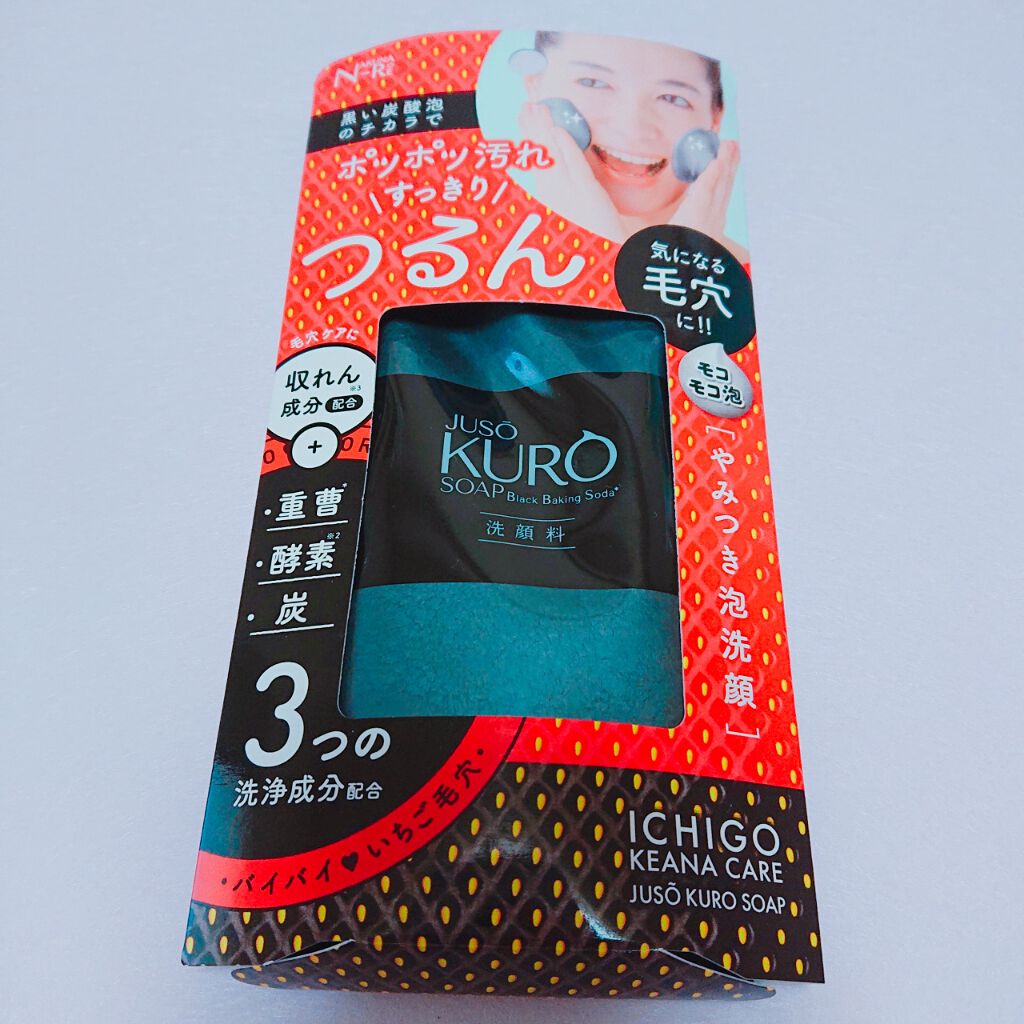 黒い炭酸泡
のチカラで
ポツポツ汚れ
\すっきり/
つるん
気になる
毛穴
に!!
モコ
モコ泡
[やみつき泡洗顔]
毛穴ケアに
収れん※3
成分 配合
+
・重曹*
・酵素※2
・炭
3つの
洗浄成分配合
・バイバイ♥いちご毛穴・
JUSŌ
KURO
SOAP Black Baking Soda*
洗顔料
ICHIGO
KEANA CARE
JUSŌ KURO SOAP